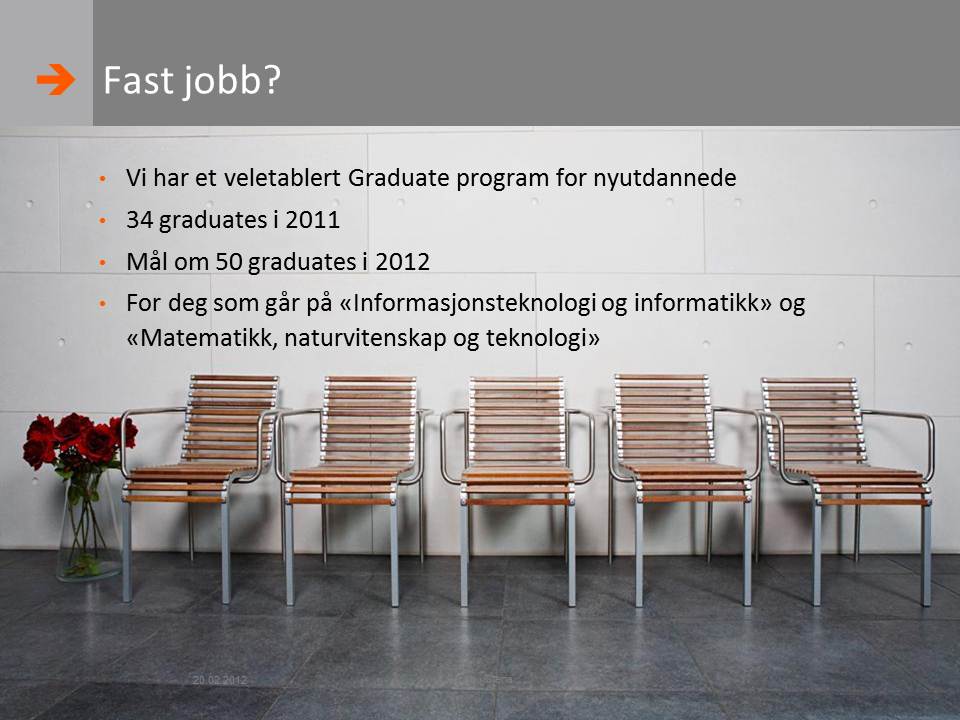 Fast jobb?
• Vi har et veletablert Graduate program for nyutdannede
• 34 graduates i 2011
• Mål om 50 graduates i 2012
• For deg som går på «Informasjonsteknologi og informatikk» og
«Matematikk, naturvitenskap og teknologi»
20.02.2012